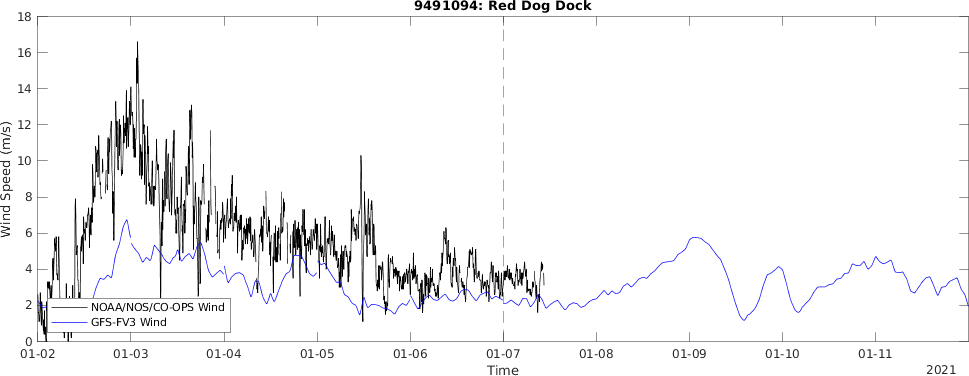 9491094: Red Dog Dock
Wind Speed (m/s)
18
16
14
12
10
8
6
4
2
0
NOAA/NOS/CO-OPS Wind
GFS-FV3 Wind
01-02 01-03 01-04 01-05 01-06 01-07 01-08 01-09 01-10 01-11
Time
2021